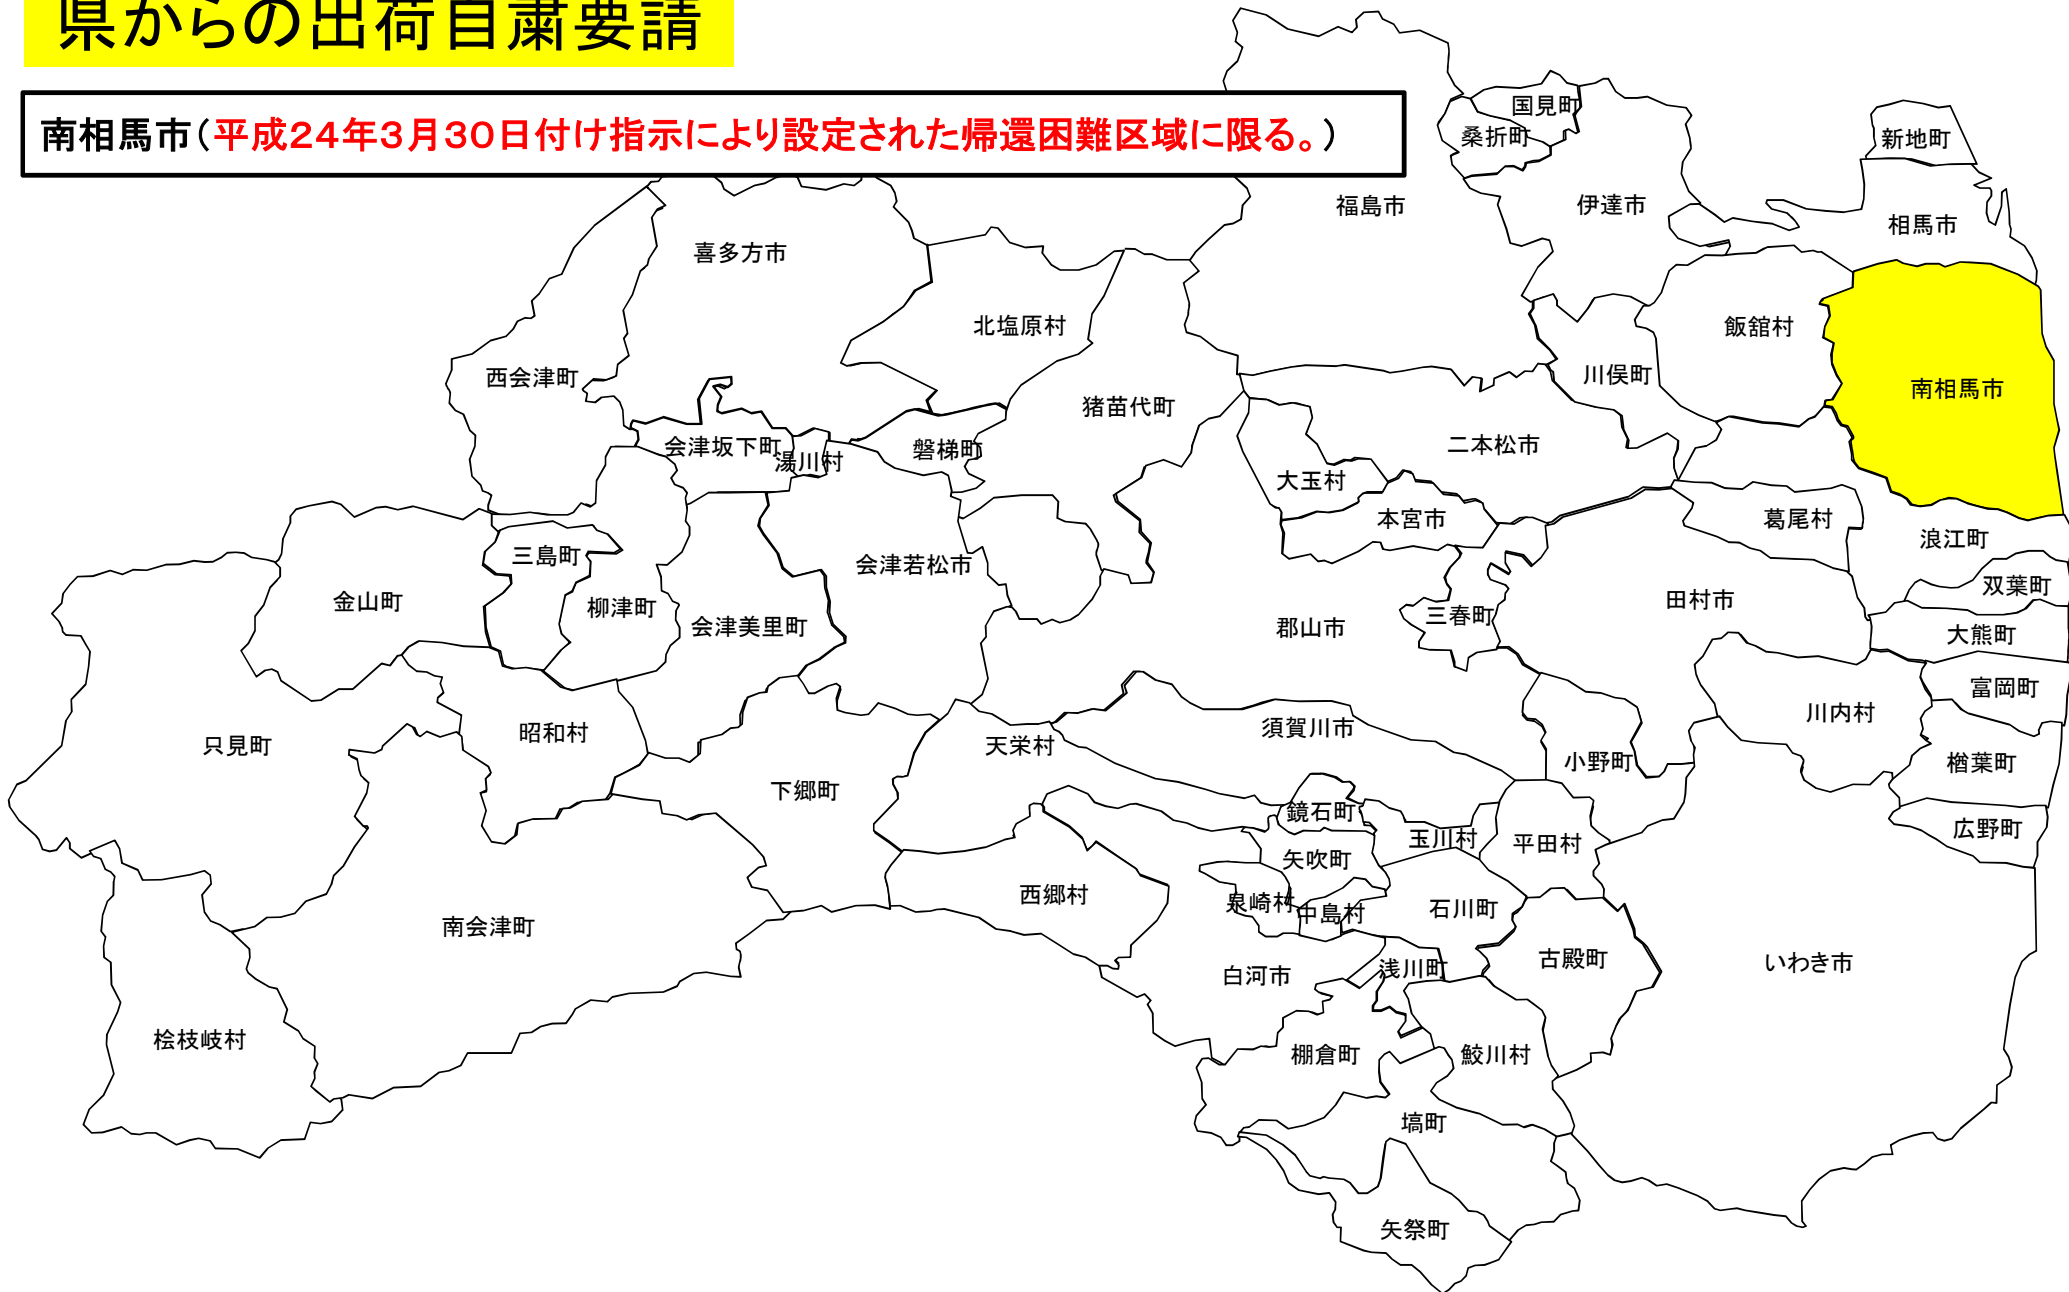 県からの出荷自粛要請
南相馬市(平成24年3月30日付け指示により設定された帰還困難区域に限る。)
国見町
桑折町
新地町
福島市
伊達市
相馬市
喜多方市
北塩原村
飯舘村
西会津町
川俣町
南相馬市
猪苗代町
会津坂下町
湯川村
磐梯町
二本松市
大玉村
本宮市
葛尾村
浪江町
三島町
会津若松市
双葉町
金山町
柳津町
会津美里町
郡山市
三春町
田村市
大熊町
富岡町
只見町
昭和村
天栄村
須賀川市
川内村
下郷町
小野町
楢葉町
鏡石町
玉川村
平田村
広野町
矢吹町
西郷村
泉崎村
中島村
石川町
南会津町
白河市
浅川町
古殿町
いわき市
桧枝岐村
棚倉町
鮫川村
塙町
矢祭町